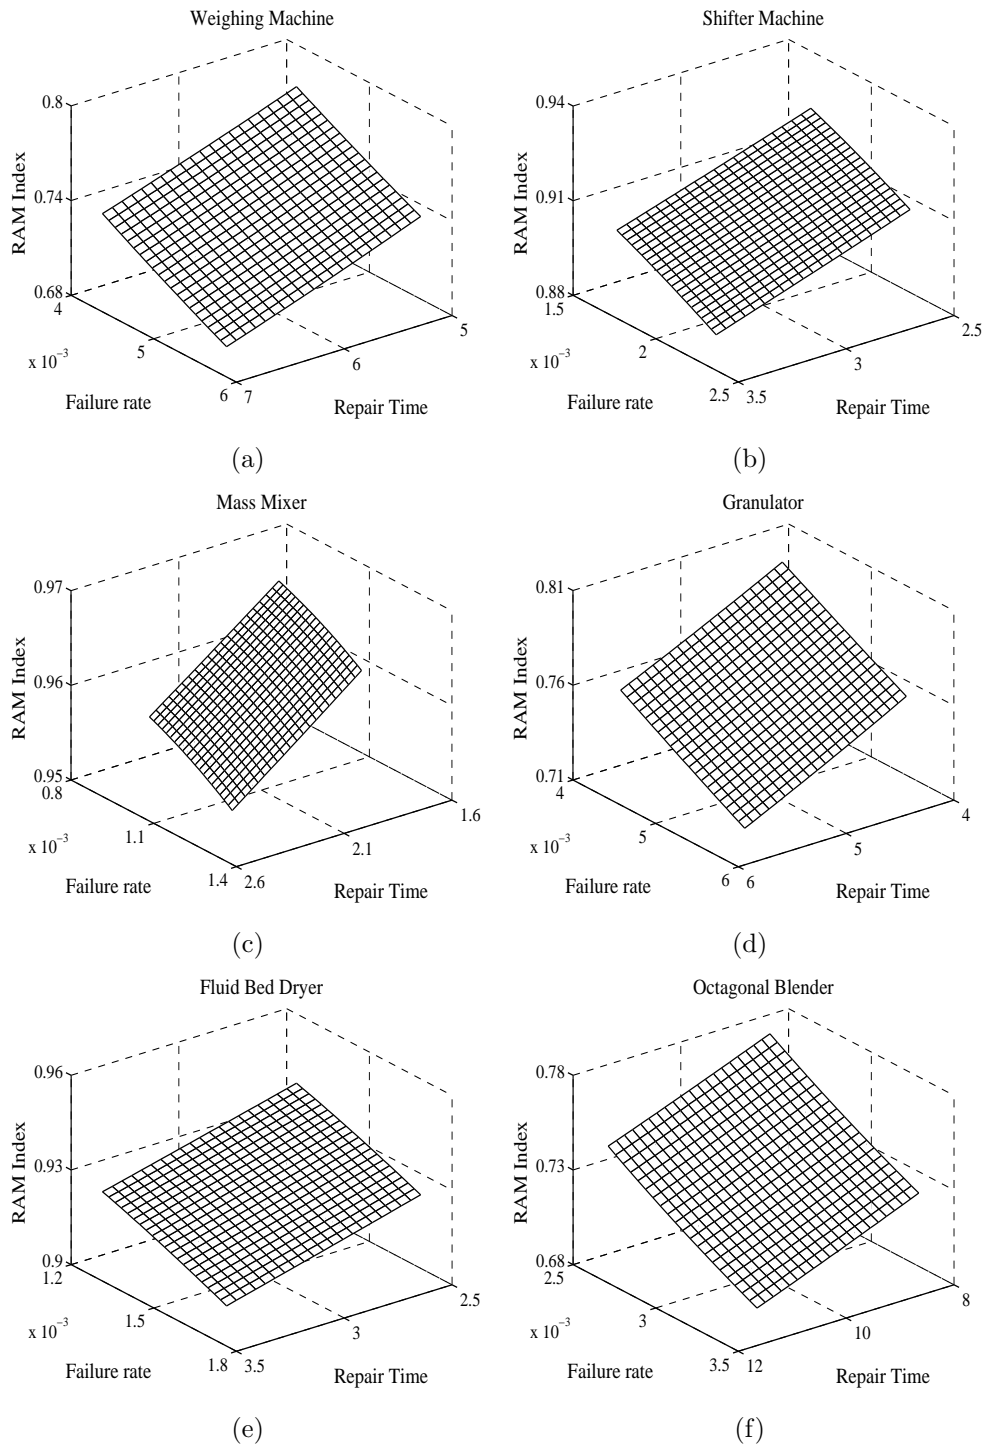 Weighing Machine
0.8
0.74
0.68
RAM Index
4
5
6
x 10⁻³
Failure rate
7
6
5
Repair Time
(a)
Shifter Machine
0.94
0.91
0.88
RAM Index
1.5
2
2.5
x 10⁻³
Failure rate
3.5
3
2.5
Repair Time
(b)
Mass Mixer
0.97
0.96
0.95
RAM Index
0.8
1.1
1.4
x 10⁻³
Failure rate
2.6
2.1
1.6
Repair Time
(c)
Granulator
0.81
0.76
0.71
RAM Index
4
5
6
x 10⁻³
Failure rate
6
5
4
Repair Time
(d)
Fluid Bed Dryer
0.96
0.93
0.9
RAM Index
1.2
1.5
1.8
x 10⁻³
Failure rate
3.5
3
2.5
Repair Time
(e)
Octagonal Blender
0.78
0.73
0.68
RAM Index
2.5
3
3.5
x 10⁻³
Failure rate
12
10
8
Repair Time
(f)